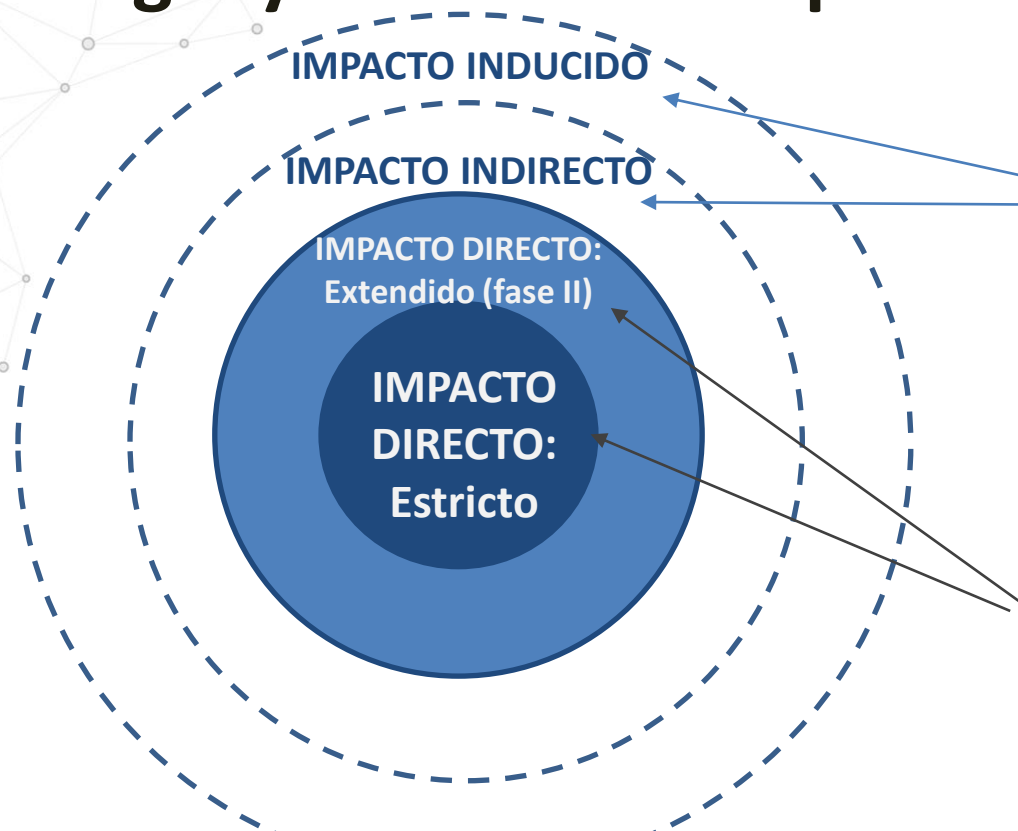 IMPACTO INDUCIDO
IMPACTO INDIRECTO
IMPACTO DIRECTO:
Extendido (fase II)
IMPACTO
DIRECTO:
Estricto